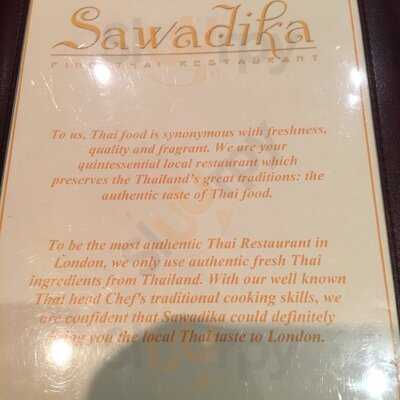 Sawadika
FINE THAI RESTAURANT
To us, Thai food is synonymous with freshness,
quality and fragrant. We are your
quintessential local restaurant which
preserves the Thailand's great traditions: the
authentic taste of Thai food.
To be the most authentic Thai Restaurant in
London, we only use authentic fresh Thai
ingredients from Thailand. With our well known
Thai head Chef's traditional cooking skills, we
are confident that Sawadika could definitely
bring you the local Thai taste to London.